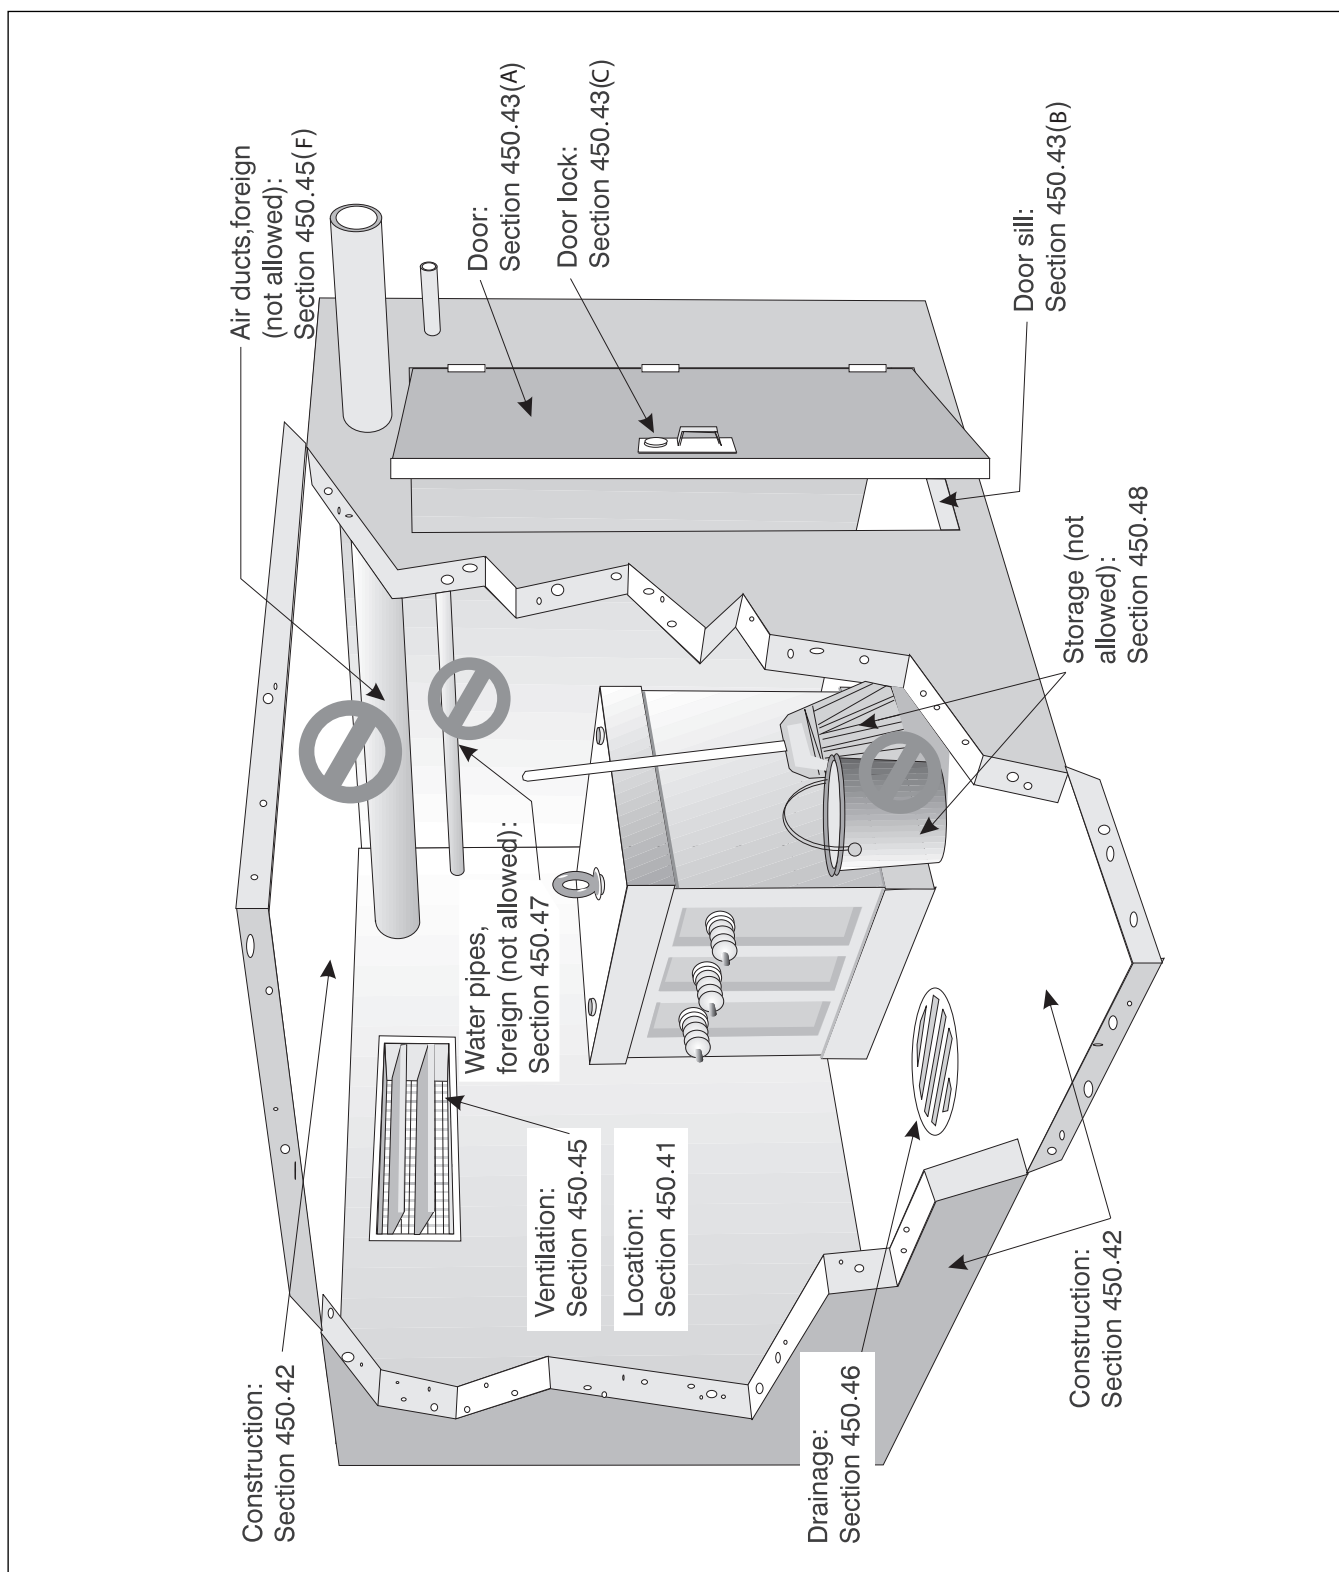 Air ducts,foreign
(not allowed):
Section 450.45(F)
Door:
Section 450.43(A)
Door lock:
Section 450.43(C)
Door sill:
Section 450.43(B)
Storage (not
allowed):
Section 450.48
Water pipes,
foreign (not allowed):
Section 450.47
Ventilation:
Section 450.45
Location:
Section 450.41
Construction:
Section 450.42
Drainage:
Section 450.46
Construction:
Section 450.42